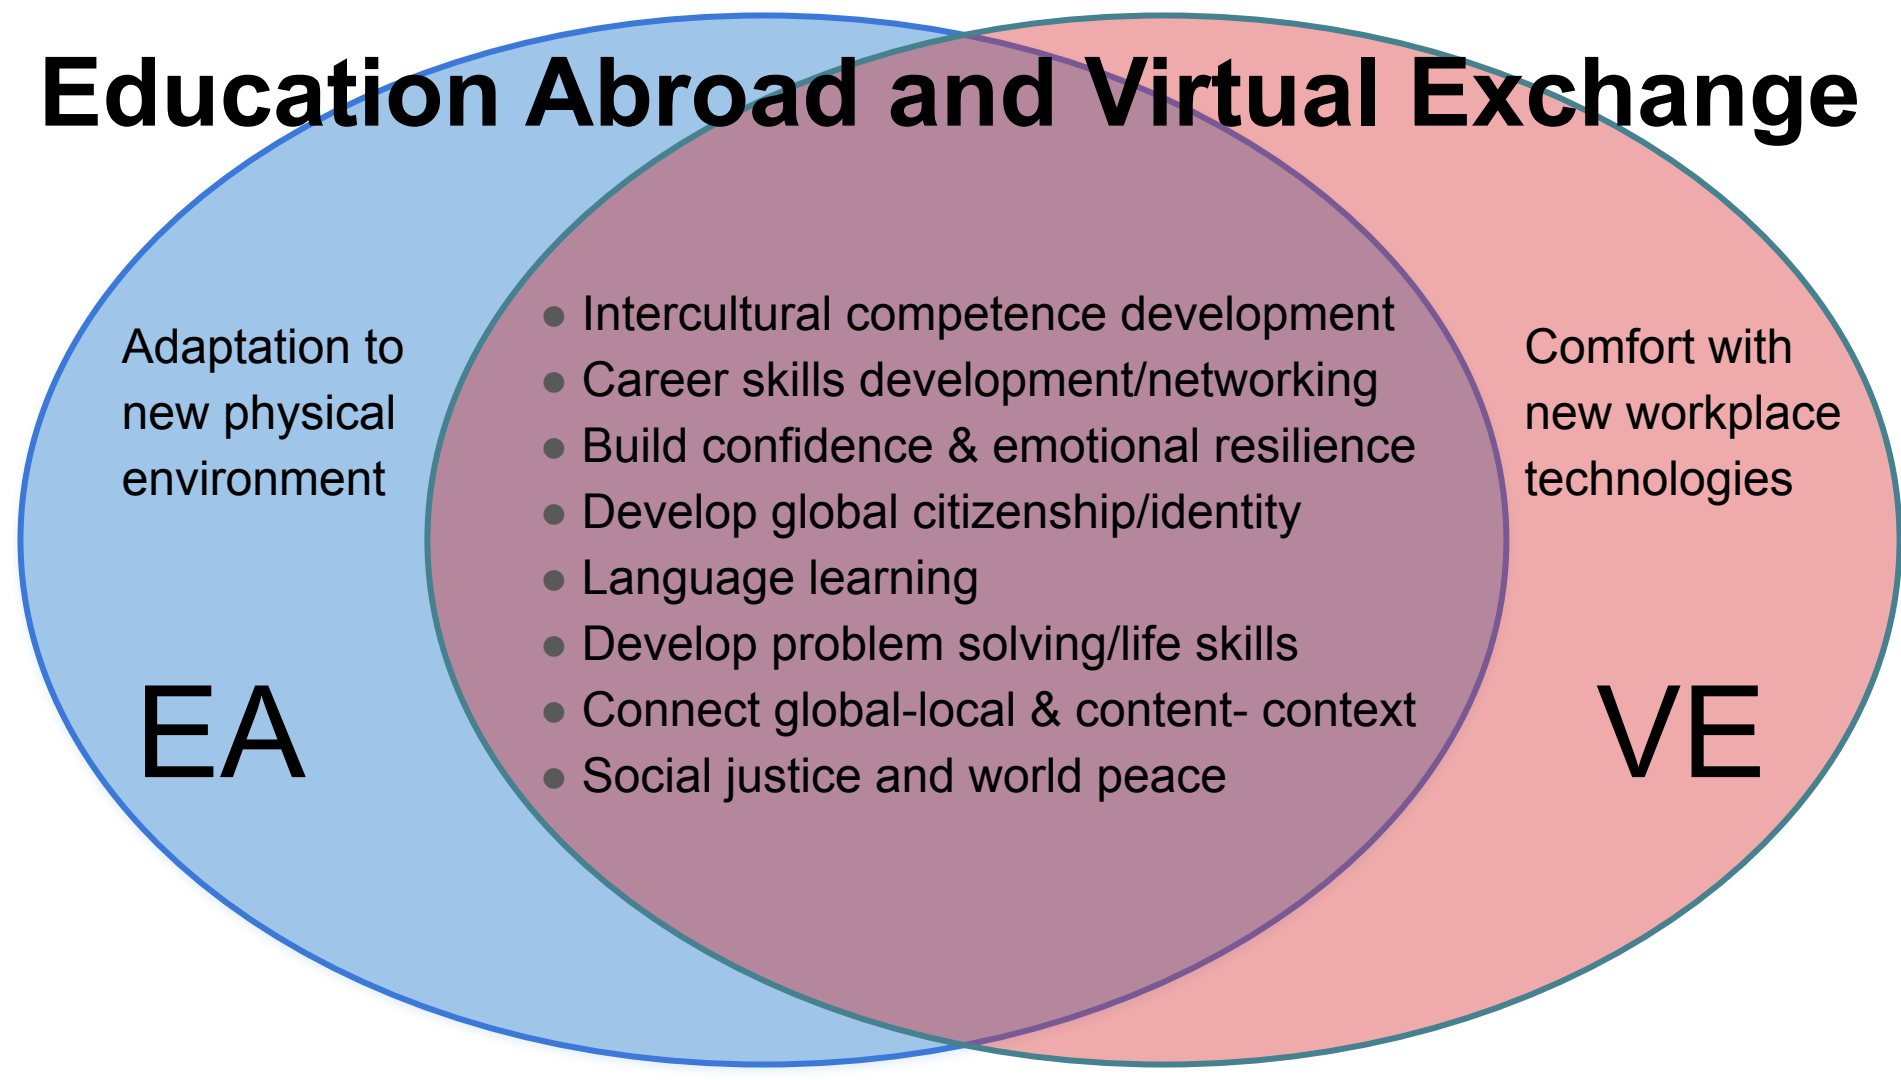 Education Abroad and Virtual Exchange
Adaptation to
new physical
environment
EA
● Intercultural competence development
● Career skills development/networking
● Build confidence & emotional resilience
● Develop global citizenship/identity
● Language learning
● Develop problem solving/life skills
● Connect global-local & content- context
● Social justice and world peace
Comfort with
new workplace
technologies
VE